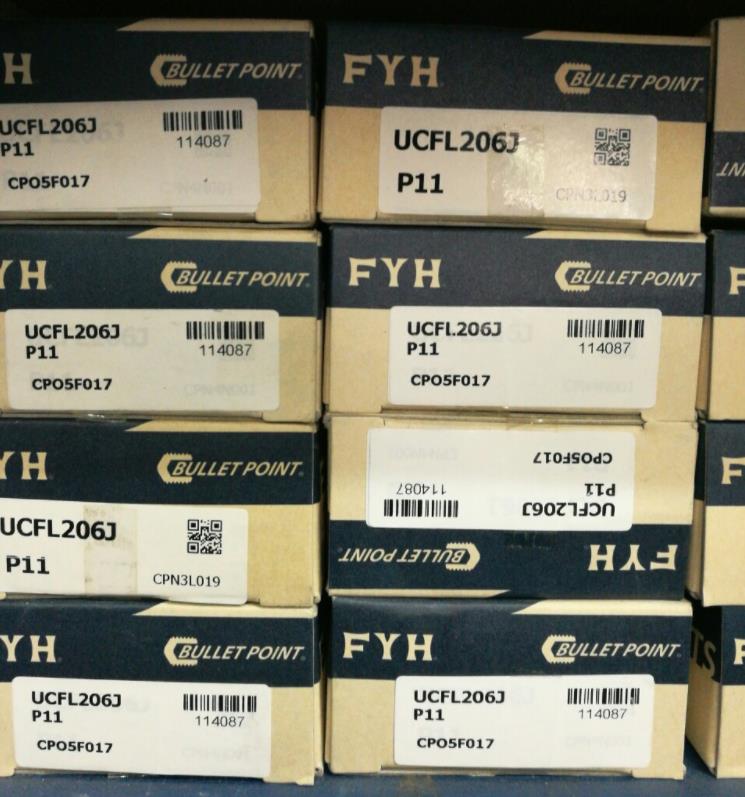 H BULLET POINT
UCFL206J
P11
114087
CPO5F017
FYH BULLET POINT
UCFL206J
P11
CPN3L019
NT
YH BULLET POINT
UCFL206J
P11
114087
CPO5F017
FYH BULLET POINT
UCFL206J
P11
114087
CPO5F017
F
YH BULLET POINT
UCFL206J
P11
CPN3L019
FYH BULLET POINT
UCFL206J
P11
114087
CPO5F017
F
YH BULLET POINT
UCFL206J
P11
114087
CPO5F017
FYH BULLET POINT
UCFL206J
P11
114087
CPO5F017
TS
F